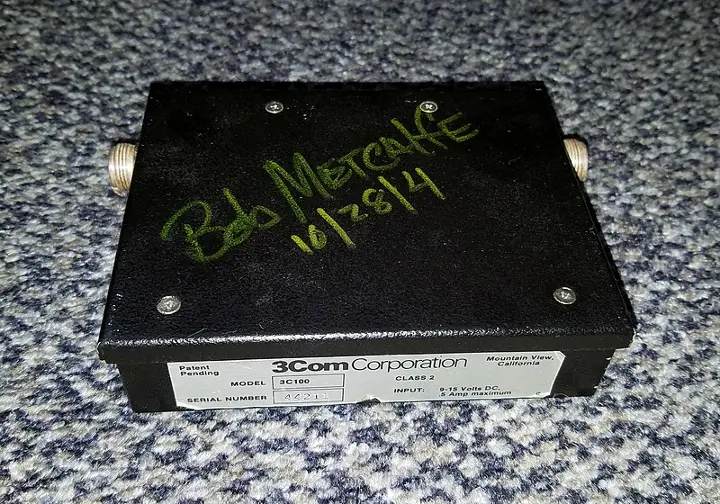 Bob Metcalfe
10/28/4
Patent Pending
3Com Corporation
Mountain View, California
MODEL 3C100
CLASS 2
SERIAL NUMBER
INPUT: 9-15 Volts DC, .5 Amp maximum